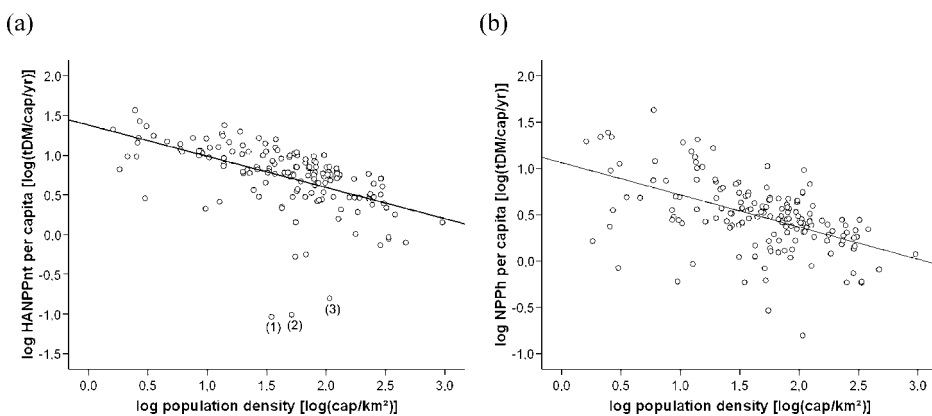 (a)
(b)
log HANPPnt per capita [log(tDM/cap/yr)]
2.0
1.5
1.0
0.5
0.0
-0.5
-1.0
-1.5
(1)
(2)
(3)
0.0 0.5 1,0 1.5 2.0 2.5 3.0
log population density [log(cap/km²)]
log NPPh per capita [log(tDM/cap/yr)]
2.0
1.5
1.0
0.5
0.0
-0.5
-1.0
0.0 0.5 1.0 1.5 2.0 2.5 3.0
log population density [log(cap/km²)]